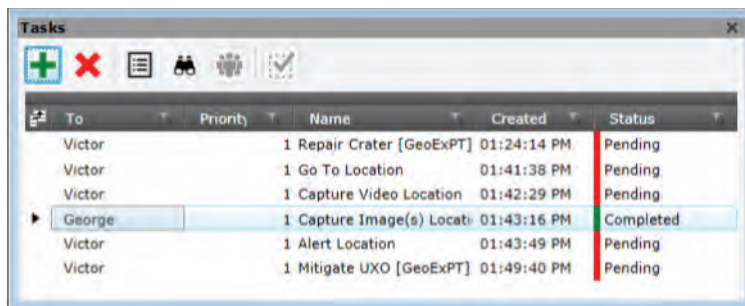 Tasks
To Priority Name Created Status
Victor 1 Repair Crater [GeoExPT] 01:24:14 PM Pending
Victor 1 Go To Location 01:41:38 PM Pending
Victor 1 Capture Video Location 01:42:29 PM Pending
George 1 Capture Image(s) Locati 01:43:16 PM Completed
Victor 1 Alert Location 01:43:49 PM Pending
Victor 1 Mitigate UXO [GeoExPT] 01:49:40 PM Pending